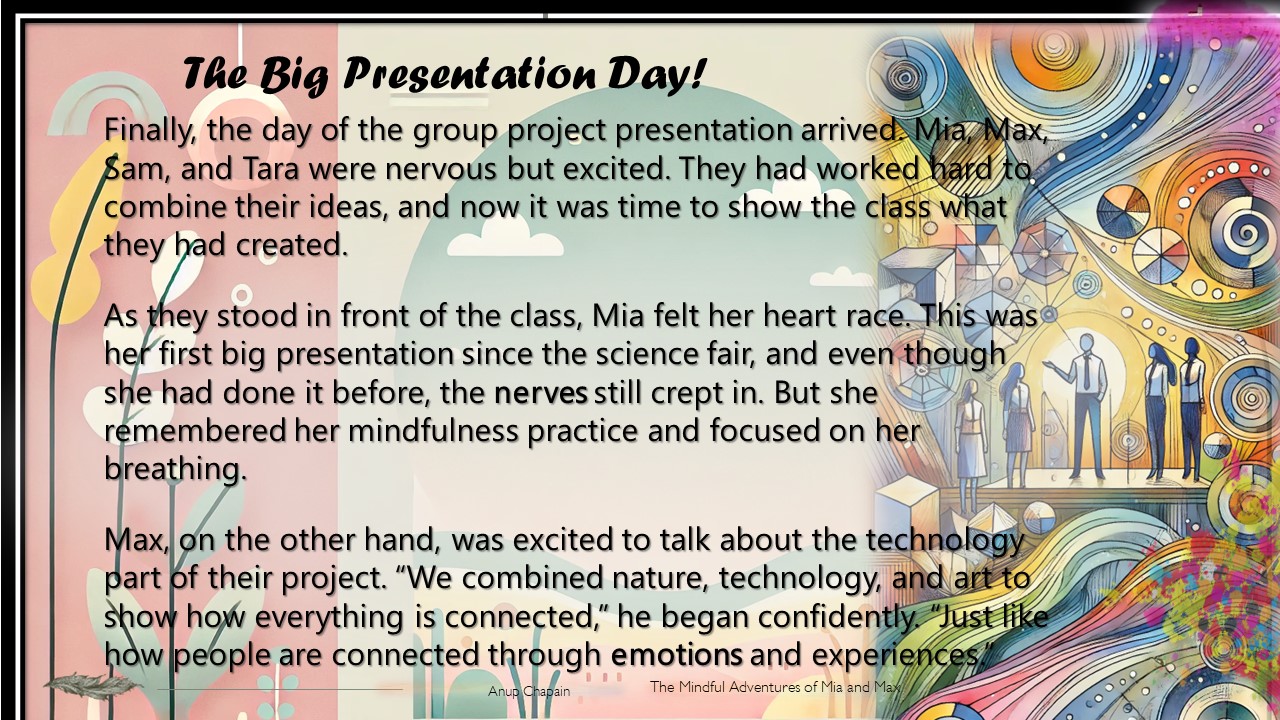 The Big Presentation Day!
Finally, the day of the group project presentation arrived. Mia, Max,
Sam, and Tara were nervous but excited. They had worked hard to
combine their ideas, and now it was time to show the class what
they had created.
As they stood in front of the class, Mia felt her heart race. This was
her first big presentation since the science fair, and even though
she had done it before, the nerves still crept in. But she
remembered her mindfulness practice and focused on her
breathing.
Max, on the other hand, was excited to talk about the technology
part of their project. “We combined nature, technology, and art to
show how everything is connected,” he began confidently. “Just like
how people are connected through emotions and experiences.”
Anup Chapain
The Mindful Adventures of Mia and Max